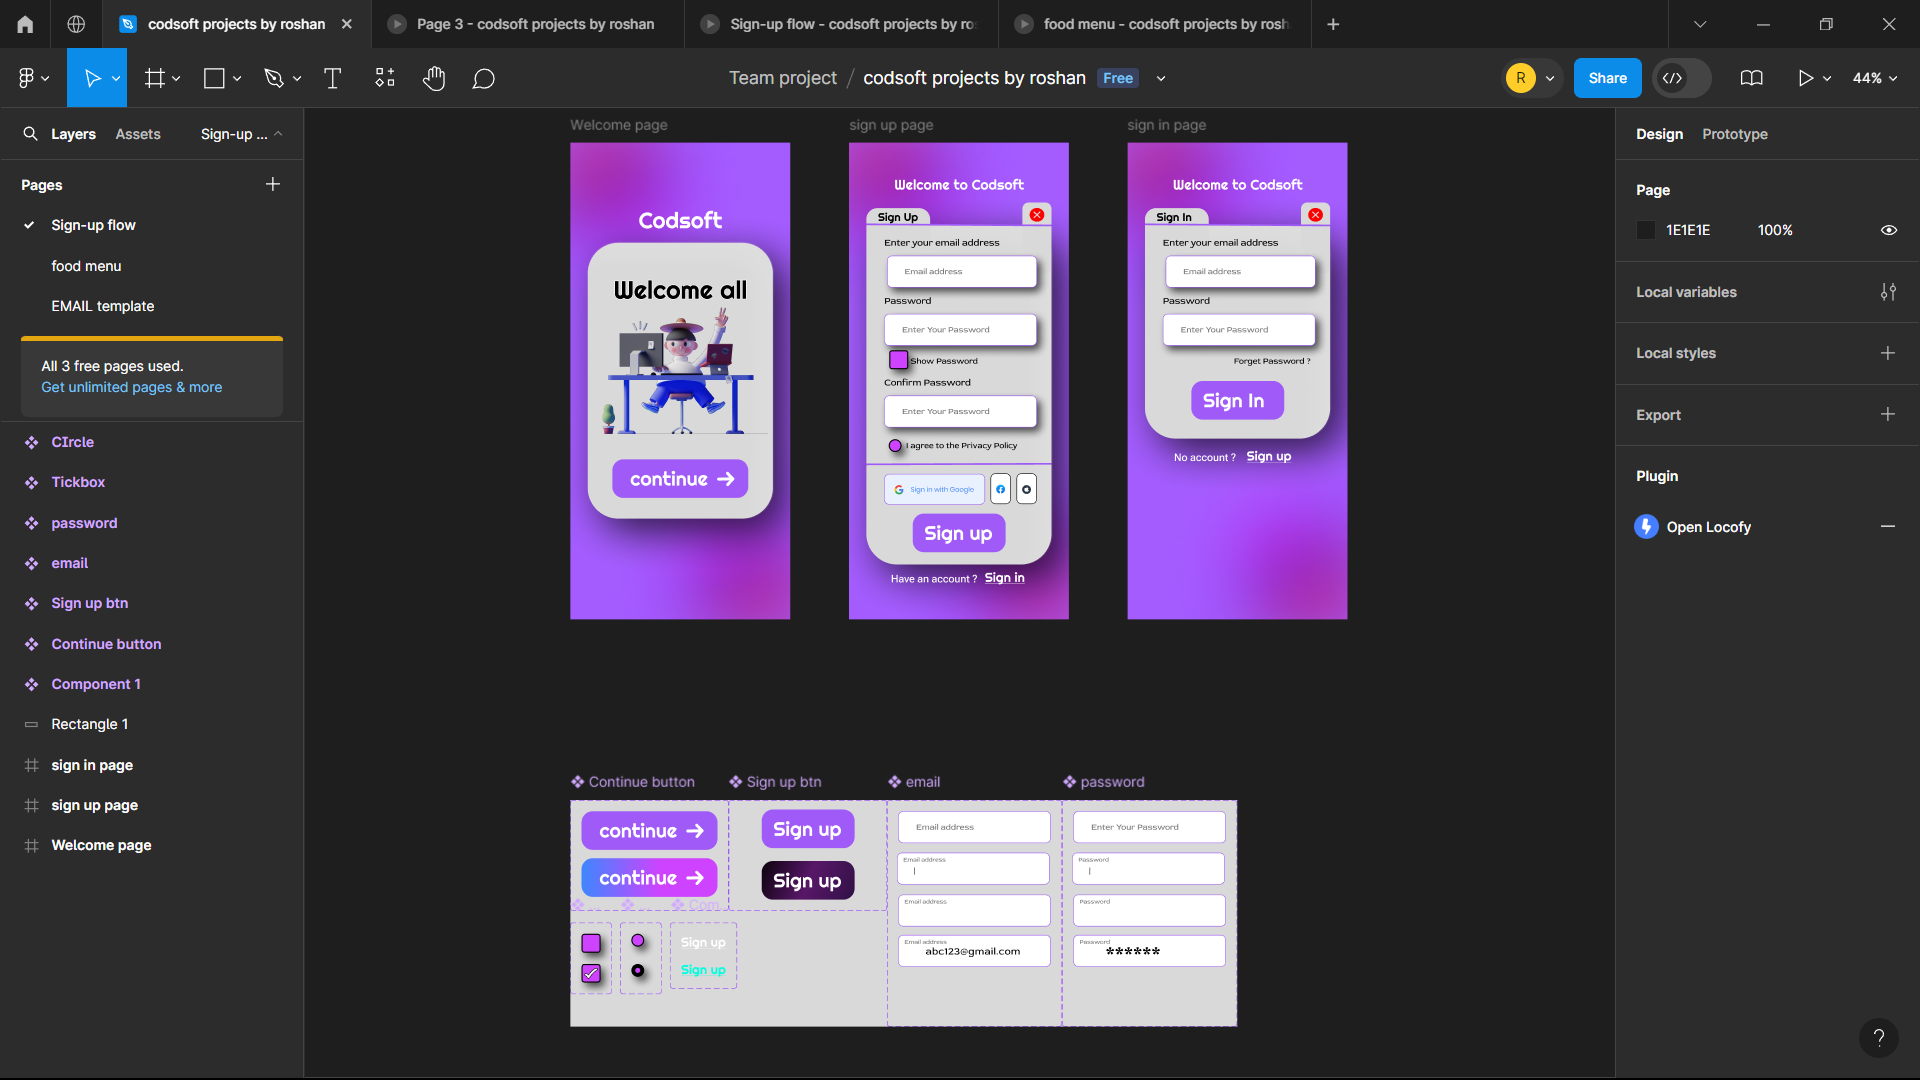 codsoft projects by roshan
Page 3 - codsoft projects by roshan
Sign-up flow - codsoft projects by
food menu - codsoft projects by
Team project / codsoft projects by roshan Free
R
Share
44%
Layers
Assets
Sign-up ...
Pages
Sign-up flow
food menu
EMAIL template
All 3 free pages used.
Get unlimited pages & more
CIrcle
Tickbox
password
email
Sign up btn
Continue button
Component 1
Rectangle 1
sign in page
sign up page
Welcome page
Welcome page
Codsoft
Welcome all
continue →
sign up page
Welcome to Codsoft
Sign Up
Enter your email address
Email address
Password
Enter Your Password
Show Password
Confirm Password
Enter Your Password
I agree to the Privacy Policy
Sign in with Google
Sign up
Have an account ? Sign in
sign in page
Welcome to Codsoft
Sign In
Enter your email address
Email address
Password
Enter Your Password
Forget Password ?
Sign In
No account ? Sign up
Continue button
continue →
continue →
Sign up btn
Sign up
Sign up
Com...
Sign up
Sign up
email
Email address
Email address
|
Email address
Email address
abc123@gmail.com
password
Enter Your Password
Password
|
Password
Password
******
Design
Prototype
Page
1E1E1E
100%
Local variables
Local styles
Export
Plugin
Open Locofy
?